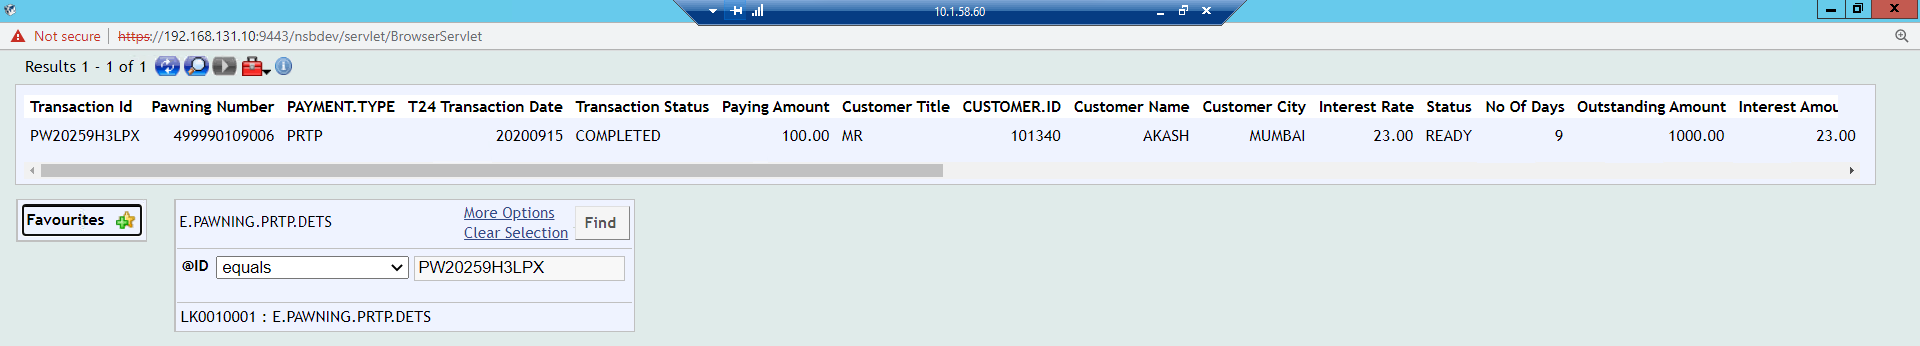 10.1.58.60
Not secure https://192.168.131.10:9443/nsbdev/servlet/BrowserServlet
Results 1 - 1 of 1
Transaction Id Pawning Number PAYMENT.TYPE T24 Transaction Date Transaction Status Paying Amount Customer Title CUSTOMER.ID Customer Name Customer City Interest Rate Status No Of Days Outstanding Amount Interest Amou
PW20259H3LPX 499990109006 PRTP 20200915 COMPLETED 100.00 MR 101340 AKASH MUMBAI 23.00 READY 9 1000.00 23.00
Favourites
E.PAWNING.PRTP.DETS
More Options
Clear Selection
Find
@ID equals PW20259H3LPX
LK0010001 : E.PAWNING.PRTP.DETS